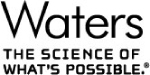 Waters
THE SCIENCE OF
WHAT'S POSSIBLE.®